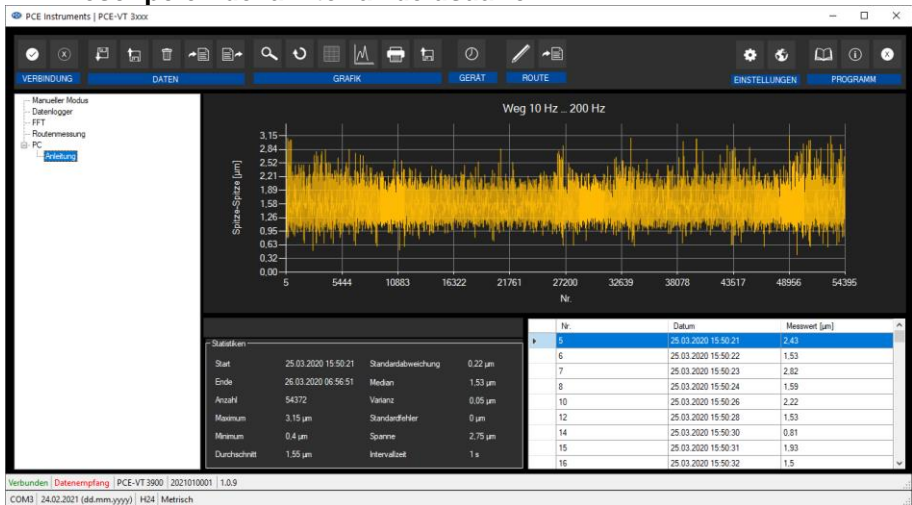 PCE Instruments | PCE-VT 3xxx
VERBINDUNG DATEN GRAFIK GERÄT ROUTE EINSTELLUNGEN PROGRAMM
Manueller Modus
Datenlogger
FFT
Routenmessung
PC
Anleitung
Weg 10 Hz ... 200 Hz
Spitze-Spitze [µm]
3,15
2,84
2,52
2,21
1,89
1,58
1,26
0,95
0,63
0,32
0,00
5 5444 10883 16322 21761 27200 32639 38078 43517 48956 54395
Nr.
Statistiken
Start 25.03.2020 15:50:21 Standardabweichung 0,22 µm
Ende 26.03.2020 06:56:51 Median 1,53 µm
Anzahl 54372 Varianz 0,05 µm
Maximum 3,15 µm Standardfehler 0 µm
Minimum 0,4 µm Spanne 2,75 µm
Durchschnitt 1,55 µm Intervallzeit 1 s
Nr. Datum Messwert [µm]
5 25.03.2020 15:50:21 2,43
6 25.03.2020 15:50:22 1,53
7 25.03.2020 15:50:23 2,82
8 25.03.2020 15:50:24 1,59
10 25.03.2020 15:50:26 2,22
12 25.03.2020 15:50:28 1,53
14 25.03.2020 15:50:30 0,81
15 25.03.2020 15:50:31 1,93
16 25.03.2020 15:50:32 1,5
Verbunden Datenempfang PCE-VT 3900 2021010001 1.0.9
COM3 24.02.2021 (dd.mm.yyyy) H24 Metrisch